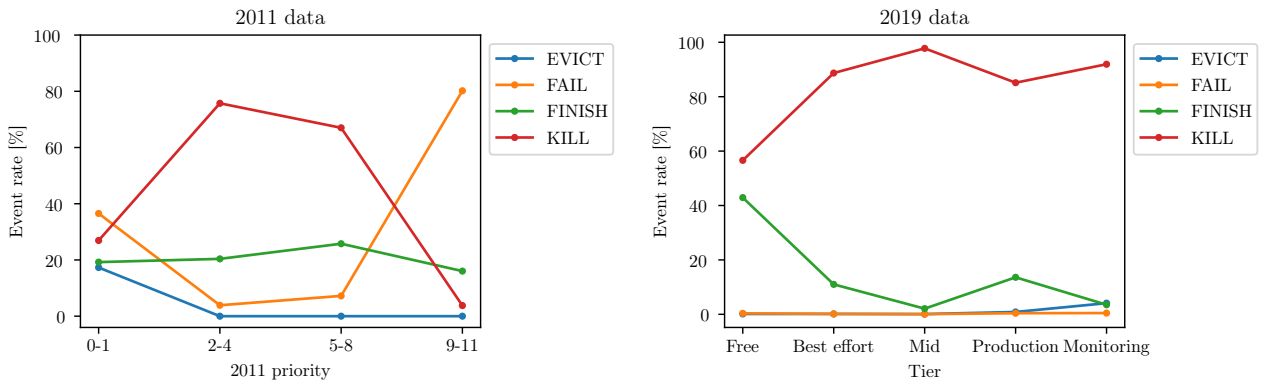 2011 data
100
80
60
40
20
0
Event rate [%]
0-1 2-4 5-8 9-11
2011 priority
EVICT
FAIL
FINISH
KILL
2019 data
100
80
60
40
20
0
Event rate [%]
Free Best effort Mid Production Monitoring
Tier
EVICT
FAIL
FINISH
KILL